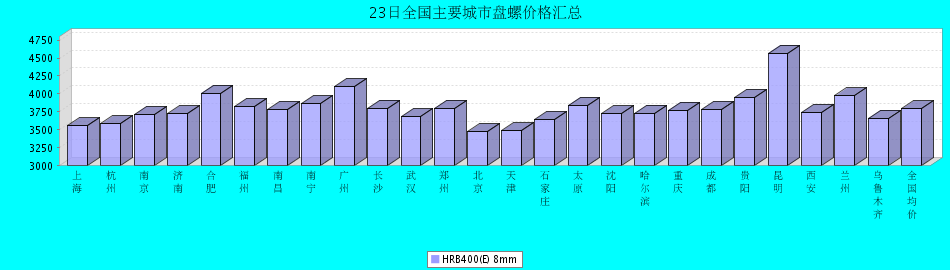 23日全国主要城市盘螺价格汇总
4750
4500
4250
4000
3750
3500
3250
3000
上海
杭州
南京
济南
合肥
福州
南昌
南宁
广州
长沙
武汉
郑州
北京
天津
石家庄
太原
沈阳
哈尔滨
重庆
成都
贵阳
昆明
西安
兰州
乌鲁木齐
全国均价
HRB400(E) 8mm